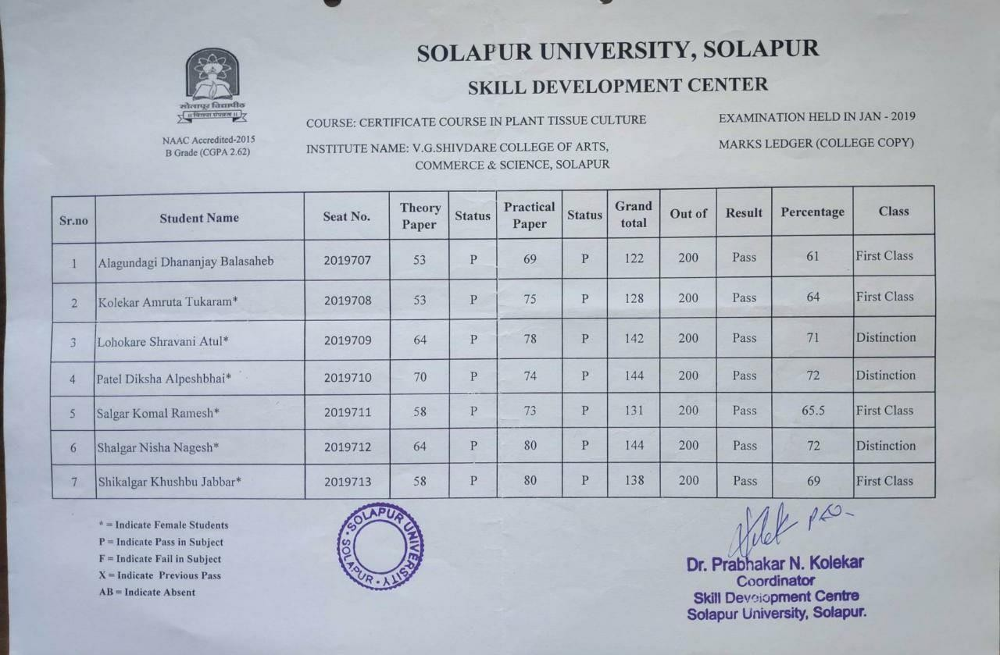 SOLAPUR UNIVERSITY, SOLAPUR
SKILL DEVELOPMENT CENTER
सोलापूर विद्यापीठ
॥ विद्यया संपन्नता ॥
NAAC Accredited-2015
B Grade (CGPA 2.62)
COURSE: CERTIFICATE COURSE IN PLANT TISSUE CULTURE
EXAMINATION HELD IN JAN - 2019
INSTITUTE NAME: V.G.SHIVDARE COLLEGE OF ARTS,
COMMERCE & SCIENCE, SOLAPUR
MARKS LEDGER (COLLEGE COPY)
Sr.no Student Name Seat No. Theory Paper Status Practical Paper Status Grand total Out of Result Percentage Class
1 Alagundagi Dhananjay Balasaheb 2019707 53 P 69 P 122 200 Pass 61 First Class
2 Kolekar Amruta Tukaram* 2019708 53 P 75 P 128 200 Pass 64 First Class
3 Lohokare Shravani Atul* 2019709 64 P 78 P 142 200 Pass 71 Distinction
4 Patel Diksha Alpeshbhai* 2019710 70 P 74 P 144 200 Pass 72 Distinction
5 Salgar Komal Ramesh* 2019711 58 P 73 P 131 200 Pass 65.5 First Class
6 Shalgar Nisha Nagesh* 2019712 64 P 80 P 144 200 Pass 72 Distinction
7 Shikalgar Khushbu Jabbar* 2019713 58 P 80 P 138 200 Pass 69 First Class
* = Indicate Female Students
P = Indicate Pass in Subject
F = Indicate Fail in Subject
X = Indicate Previous Pass
AB = Indicate Absent
SOLAPUR UNIVERSITY • SOLAPUR •
Dr. Prabhakar N. Kolekar
Coordinator
Skill Development Centre
Solapur University, Solapur.